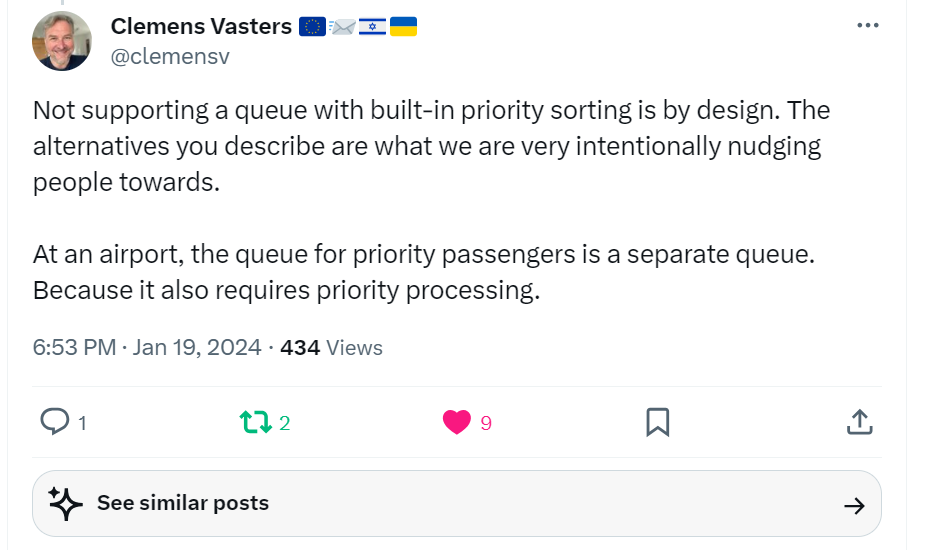 Clemens Vasters 🇪🇺📨🇮🇱🇺🇦
@clemensv
Not supporting a queue with built-in priority sorting is by design. The
alternatives you describe are what we are very intentionally nudging
people towards.
At an airport, the queue for priority passengers is a separate queue.
Because it also requires priority processing.
6:53 PM · Jan 19, 2024 · 434 Views
1 2 9
See similar posts